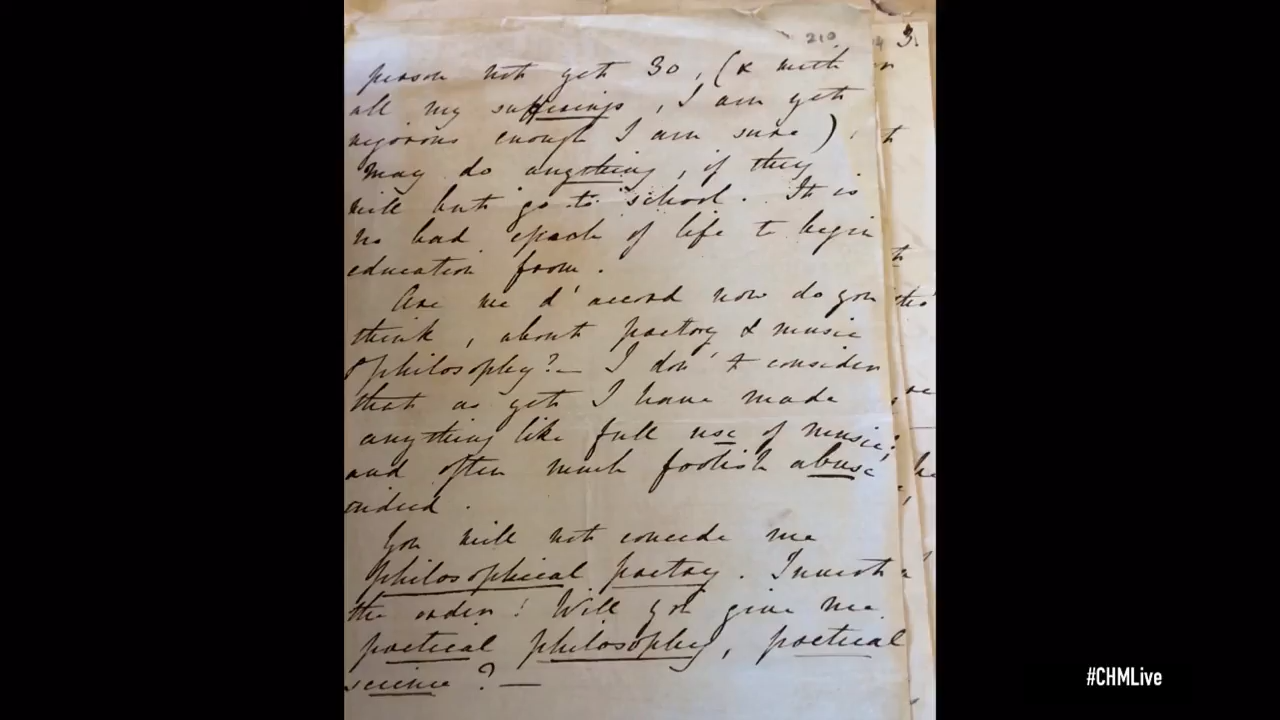 210
3.
person not yet 30, (& with
all my sufferings, I am yet
vigorous enough I am sure),
may do anything, if they
will but go to school. It is
no bad epoch of life to begin
education from.
Are we d'accord now do you
think, about poetry & music
& philosophy?— I don't consider
that as yet I have made
anything like full use of music;
and often much foolish abuse
indeed.
You will not concede me
philosophical poetry. Invert
the order! Will you give me
poetical philosophy, poetical
science?—
#CHMLive